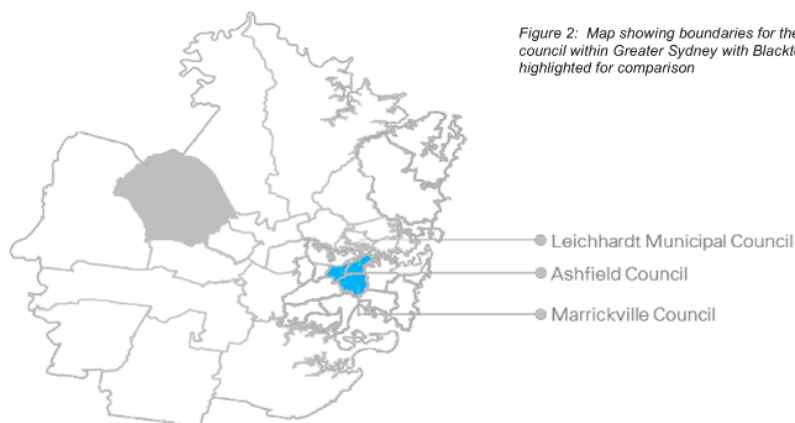 Figure 2: Map showing boundaries for the
council within Greater Sydney with
highlighted for comparison
Leichhardt Municipal Council
Ashfield Council
Marrickville Council